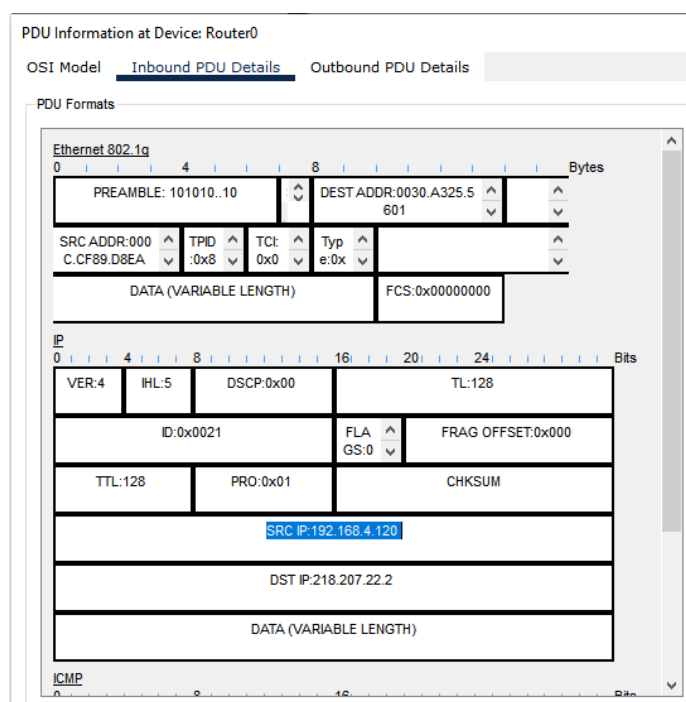 PDU Information at Device: Router0
OSI Model Inbound PDU Details Outbound PDU Details
PDU Formats
Ethernet 802.1q
0 4 8 Bytes
PREAMBLE: 101010..10 DEST ADDR:0030.A325.5
601
SRC ADDR:000 TPID TCI: Typ
C.CF89.D8EA :0x8 0x0 e:0x
DATA (VARIABLE LENGTH) FCS:0x00000000
IP
0 4 8 16 20 24 Bits
VER:4 IHL:5 DSCP:0x00 TL:128
ID:0x0021 FLA FRAG OFFSET:0x000
GS:0
TTL:128 PRO:0x01 CHKSUM
SRC IP:192.168.4.120
DST IP:218.207.22.2
DATA (VARIABLE LENGTH)
ICMP
0 8 16 Bits